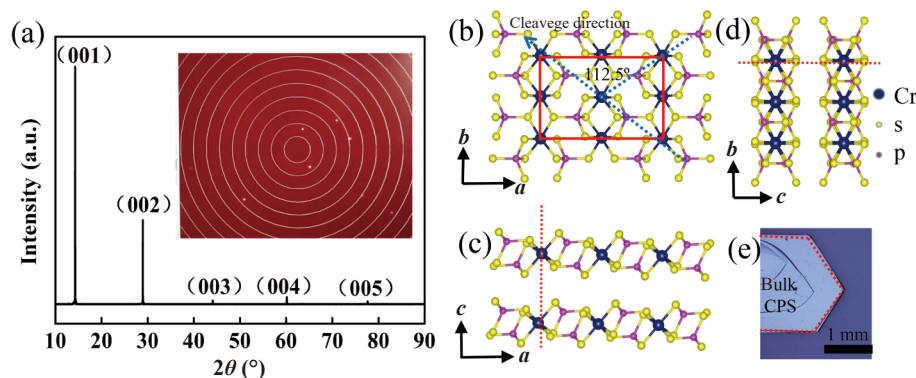 (a)
Intensity (a.u.)
(001)
(002)
(003)
(004)
(005)
10 20 30 40 50 60 70 80 90
2θ (°)
(b)
Cleavege direction
112.5°
b
a
(c)
c
a
(d)
b
c
Cr
s
p
(e)
Bulk
CPS
1 mm